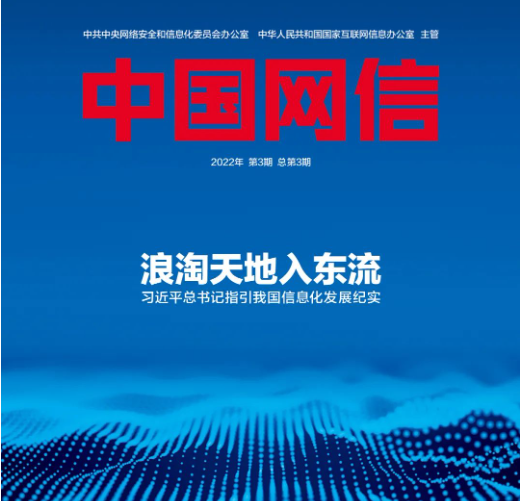 中共中央网络安全和信息化委员会办公室 中华人民共和国国家互联网信息办公室 主管
中国网信
2022年 第3期 总第3期
浪淘天地入东流
习近平总书记指引我国信息化发展纪实